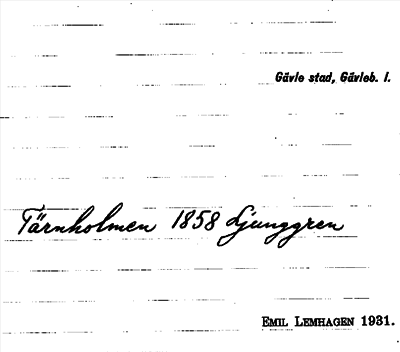 Gävle stad, Gävleb. l.
Tärnholmen 1858 Ljunggren
EMIL LEMHAGEN 1931.